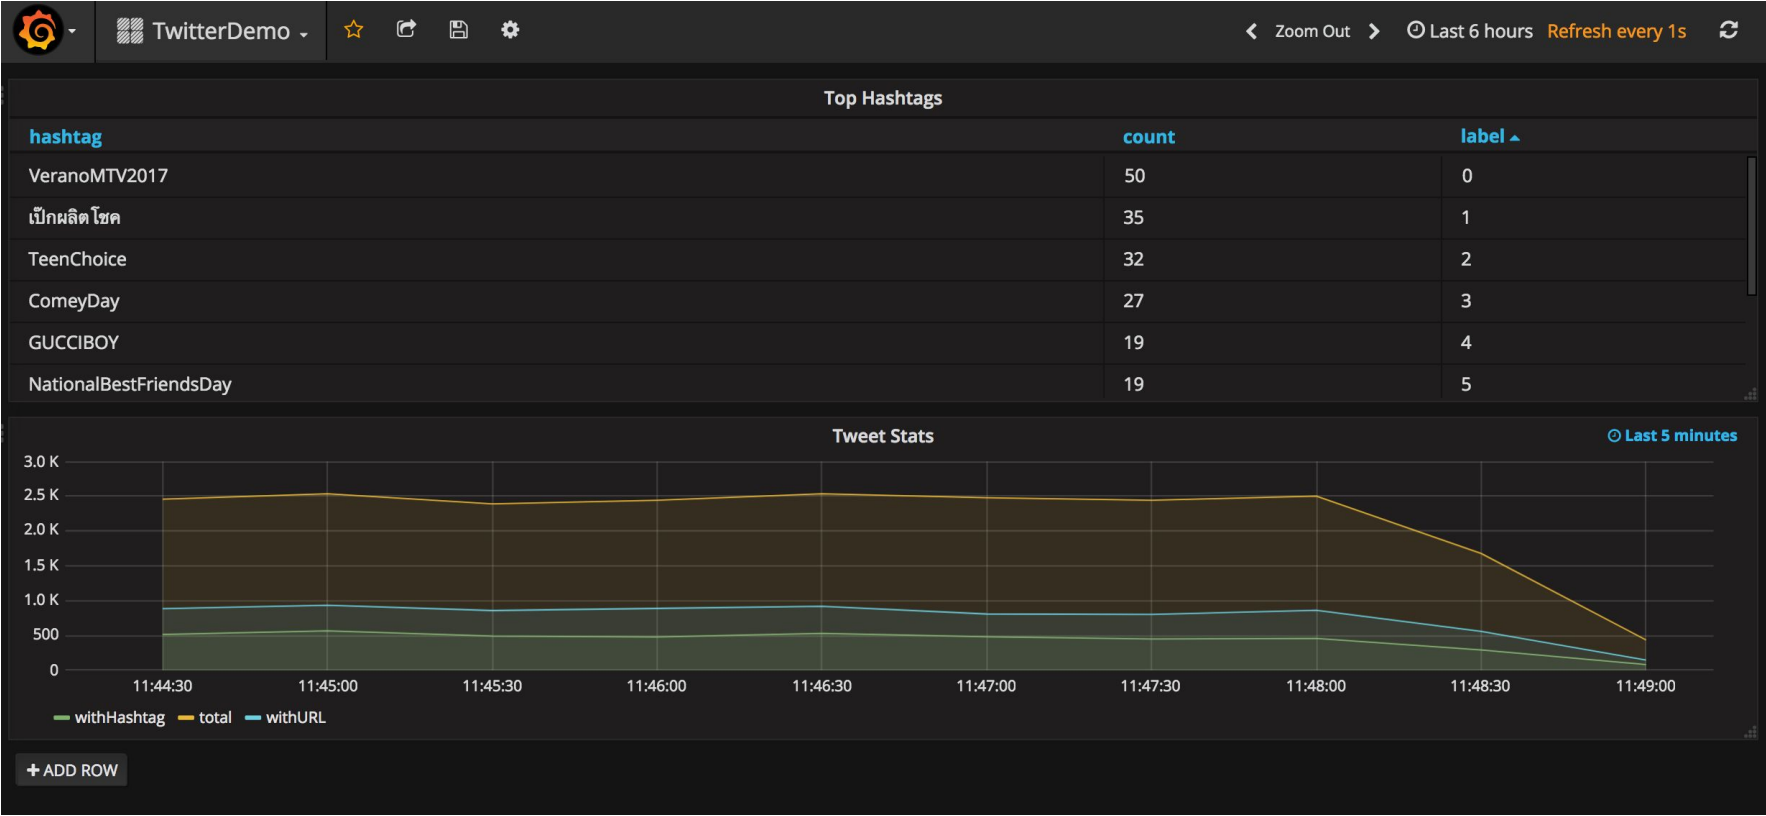 TwitterDemo Zoom Out Last 6 hours Refresh every 1s
Top Hashtags
hashtag count label
VeranoMTV2017 50 0
เป๊กผลิตโชค 35 1
TeenChoice 32 2
ComeyDay 27 3
GUCCIBOY 19 4
NationalBestFriendsDay 19 5
Tweet Stats Last 5 minutes
3.0 K
2.5 K
2.0 K
1.5 K
1.0 K
500
0
11:44:30 11:45:00 11:45:30 11:46:00 11:46:30 11:47:00 11:47:30 11:48:00 11:48:30 11:49:00
withHashtag total withURL
+ ADD ROW